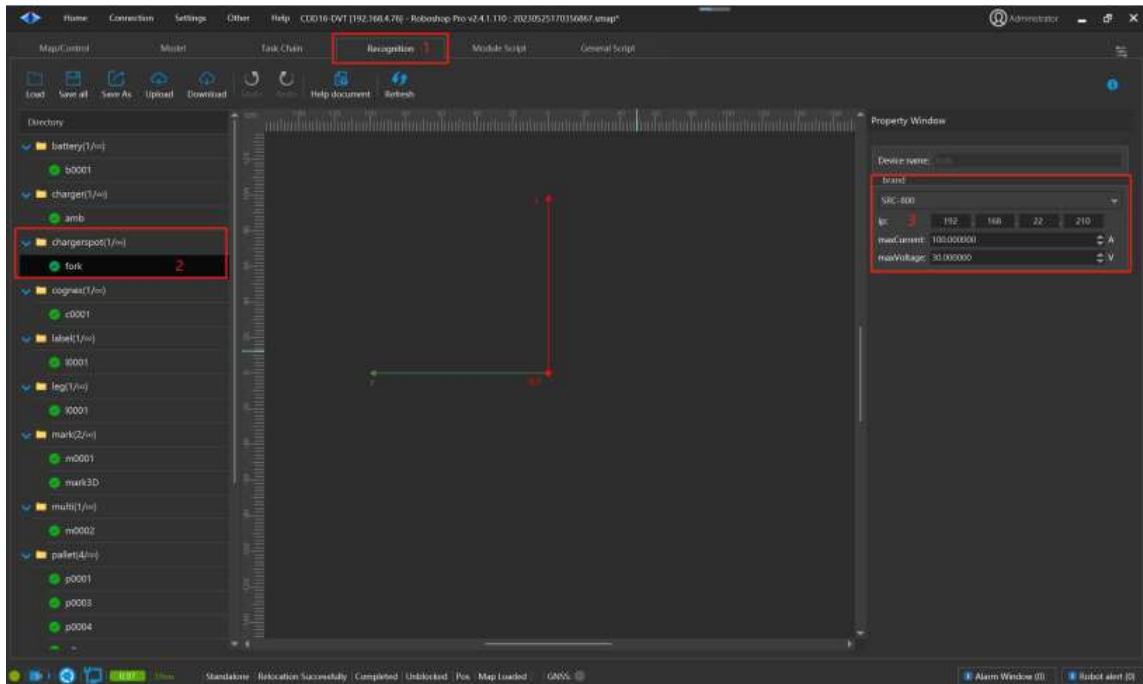 Home Connection Settings Other Help CDD16-DVT [192.168.4.76] - Roboshop Pro v2.4.1.110 : 20230525170356867.smap* Administrator
Map/Control Model Task Chain Recognition 1 Module Script General Script
Load Save all Save As Upload Download Undo Redo Help document Refresh
Directory
battery(1/∞)
b0001
charger(1/∞)
amb
chargerspot(1/∞)
fork 2
cognex(1/∞)
c0001
label(1/∞)
l0001
leg(1/∞)
l0001
mark(2/∞)
m0001
mark3D
multi(1/∞)
m0002
pallet(4/∞)
p0001
p0003
p0004
Property Window
Device name:
brand
SRC-800
ip: 3 192 168 22 210
maxCurrent: 100.000000 A
maxVoltage: 30.000000 V
Standalone Relocation Successfully Completed Unblocked Pos Map Loaded GNSS: Alarm Window (0) Robot alert (0)